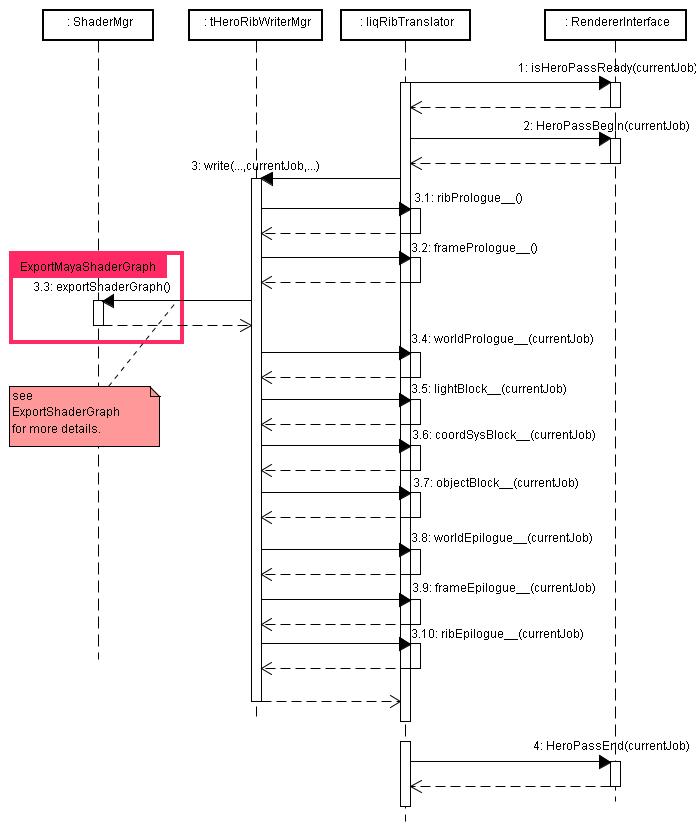 : ShaderMgr
: tHeroRibWriterMgr
: liqRibTranslator
: RendererInterface
1: isHeroPassReady(currentJob)
2: HeroPassBegin(currentJob)
3: write(...,currentJob,...)
3.1: ribPrologue__()
3.2: framePrologue__()
ExportMayaShaderGraph
3.3: exportShaderGraph()
3.4: worldPrologue__(currentJob)
see
ExportShaderGraph
for more details.
3.5: lightBlock__(currentJob)
3.6: coordSysBlock__(currentJob)
3.7: objectBlock__(currentJob)
3.8: worldEpilogue__(currentJob)
3.9: frameEpilogue__(currentJob)
3.10: ribEpilogue__(currentJob)
4: HeroPassEnd(currentJob)